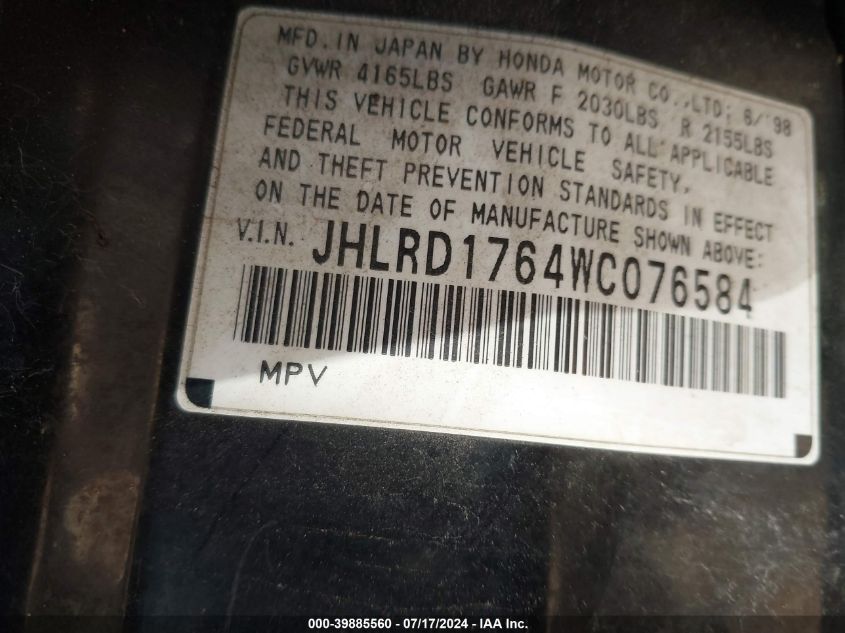 MFD. IN JAPAN BY HONDA MOTOR CO.,LTD; 6/'98
GVWR 4165LBS GAWR F 2030LBS R 2155LBS
THIS VEHICLE CONFORMS TO ALL APPLICABLE
FEDERAL MOTOR VEHICLE SAFETY,
AND THEFT PREVENTION STANDARDS IN EFFECT
ON THE DATE OF MANUFACTURE SHOWN ABOVE:
V.I.N. JHLRD1764WC076584
MPV
000-39885560 - 07/17/2024 - IAA Inc.